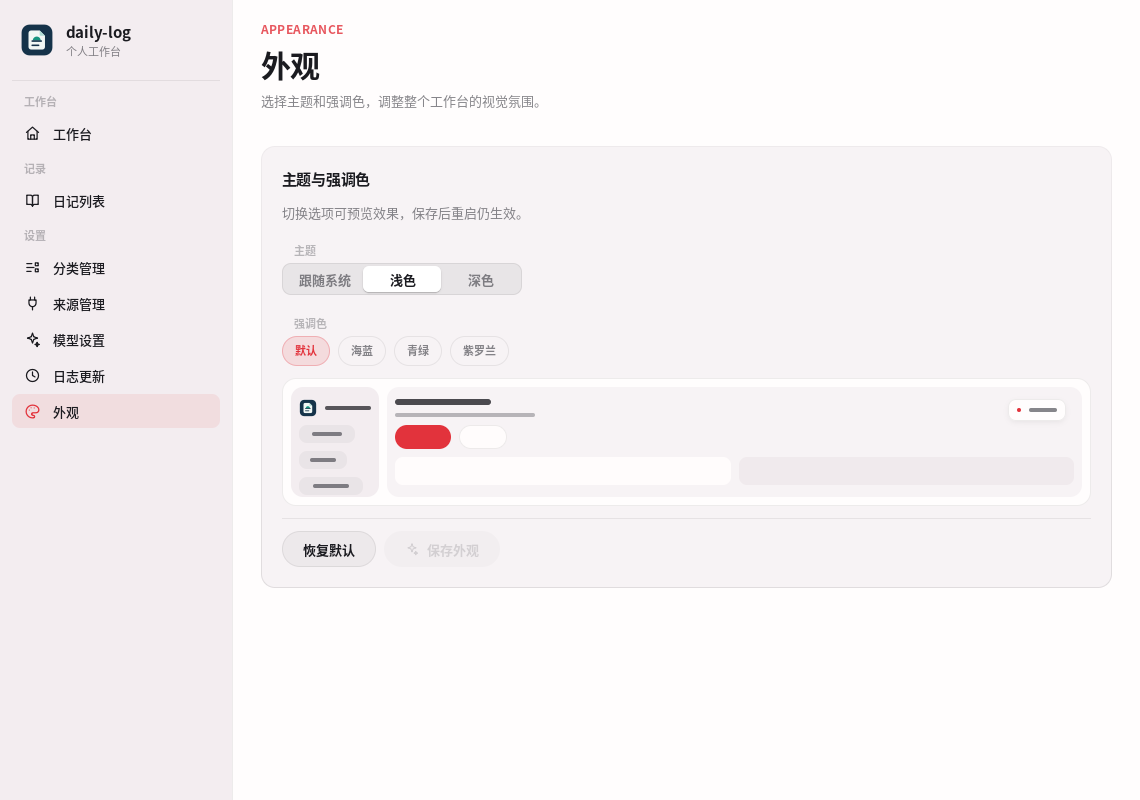 daily-log
个人工作台
工作台
工作台
记录
日记列表
设置
分类管理
来源管理
模型设置
日志更新
外观
APPEARANCE
外观
选择主题和强调色，调整整个工作台的视觉氛围。
主题与强调色
切换选项可预览效果，保存后重启仍生效。
主题
跟随系统 浅色 深色
强调色
默认 海蓝 青绿 紫罗兰
恢复默认 保存外观